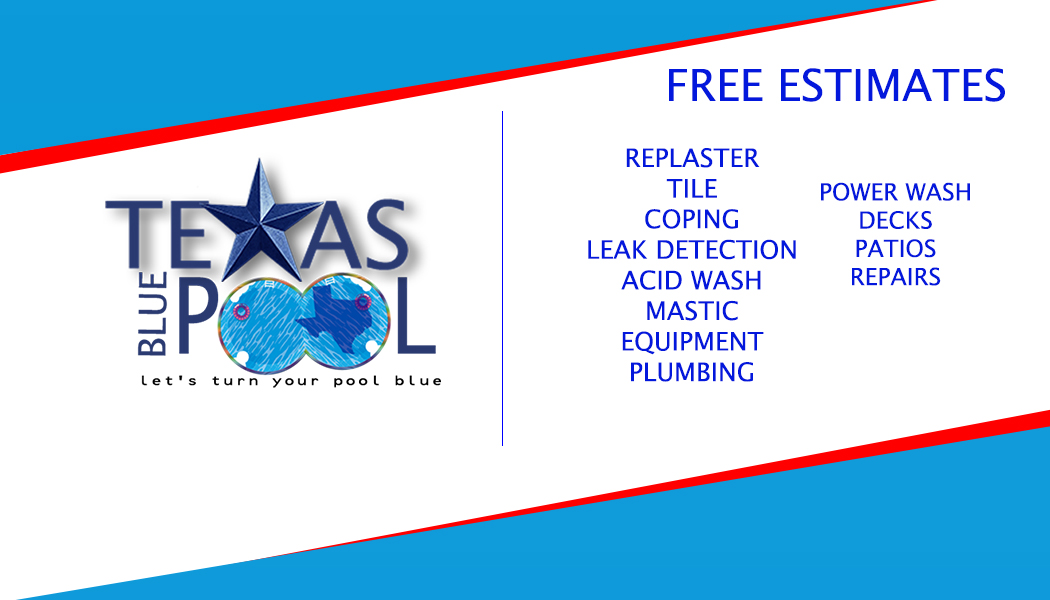 TEXAS
BLUE
POOL
let's turn your pool blue
FREE ESTIMATES
REPLASTER
TILE
COPING
LEAK DETECTION
ACID WASH
MASTIC
EQUIPMENT
PLUMBING
POWER WASH
DECKS
PATIOS
REPAIRS